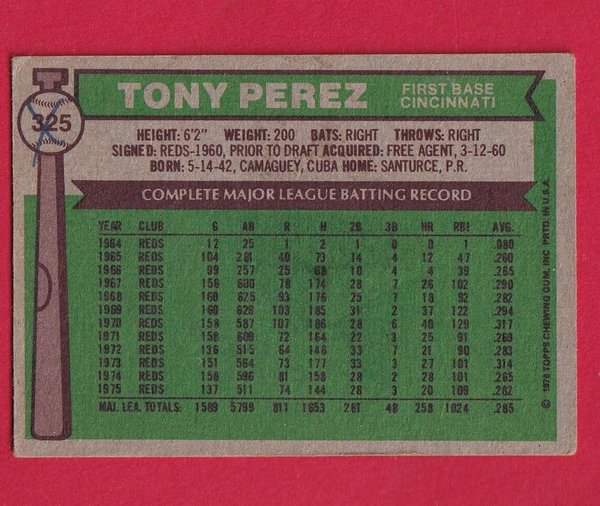 TONY PEREZ
FIRST BASE
CINCINNATI
325
HEIGHT: 6'2" WEIGHT: 200 BATS: RIGHT THROWS: RIGHT
SIGNED: REDS-1960, PRIOR TO DRAFT ACQUIRED: FREE AGENT, 3-12-60
BORN: 5-14-42, CAMAGUEY, CUBA HOME: SANTURCE, P.R.
COMPLETE MAJOR LEAGUE BATTING RECORD
YEAR CLUB G AB R H 2B 3B HR RBI AVG.
1964 REDS 12 25 1 2 1 0 0 1 .080
1965 REDS 104 281 40 73 14 4 12 47 .260
1966 REDS 99 257 25 68 10 4 4 39 .265
1967 REDS 156 600 78 174 28 7 26 102 .290
1968 REDS 160 625 93 176 25 7 18 92 .282
1969 REDS 160 629 103 185 31 2 37 122 .294
1970 REDS 158 587 107 186 28 6 40 129 .317
1971 REDS 158 609 72 164 22 3 25 91 .269
1972 REDS 136 515 64 146 33 7 21 90 .283
1973 REDS 151 564 73 177 33 3 27 101 .314
1974 REDS 158 596 81 158 28 2 28 101 .265
1975 REDS 137 511 74 144 28 3 20 109 .282
MAJ. LEA. TOTALS: 1589 5799 811 1653 281 48 258 1024 .285
© 1976 TOPPS CHEWING GUM, INC. PRTD. IN U.S.A.